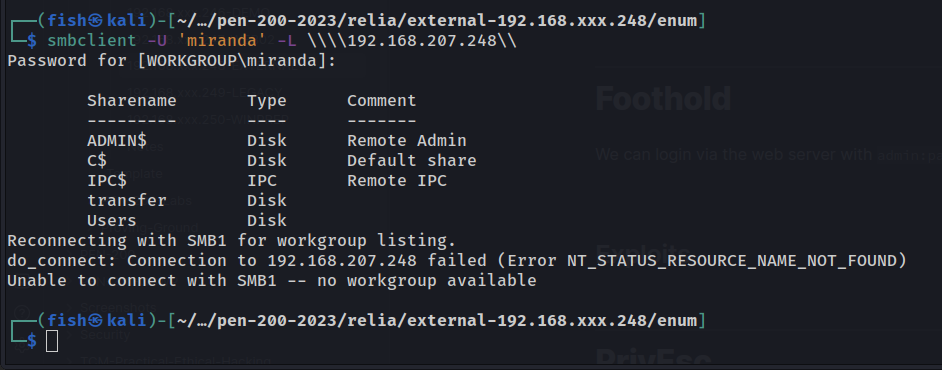 ┌──(fish㉿kali)-[~/…/pen-200-2023/relia/external-192.168.xxx.248/enum]
└─$ smbclient -U 'miranda' -L \\\\192.168.207.248\\
Password for [WORKGROUP\miranda]:
Sharename       Type      Comment
---------       ----      -------
ADMIN$          Disk      Remote Admin
C$              Disk      Default share
IPC$            IPC       Remote IPC
transfer        Disk
Users           Disk
Reconnecting with SMB1 for workgroup listing.
do_connect: Connection to 192.168.207.248 failed (Error NT_STATUS_RESOURCE_NAME_NOT_FOUND)
Unable to connect with SMB1 -- no workgroup available
┌──(fish㉿kali)-[~/…/pen-200-2023/relia/external-192.168.xxx.248/enum]
└─$
Foothold
We can login via the web server with
Exploits
PrivEsc